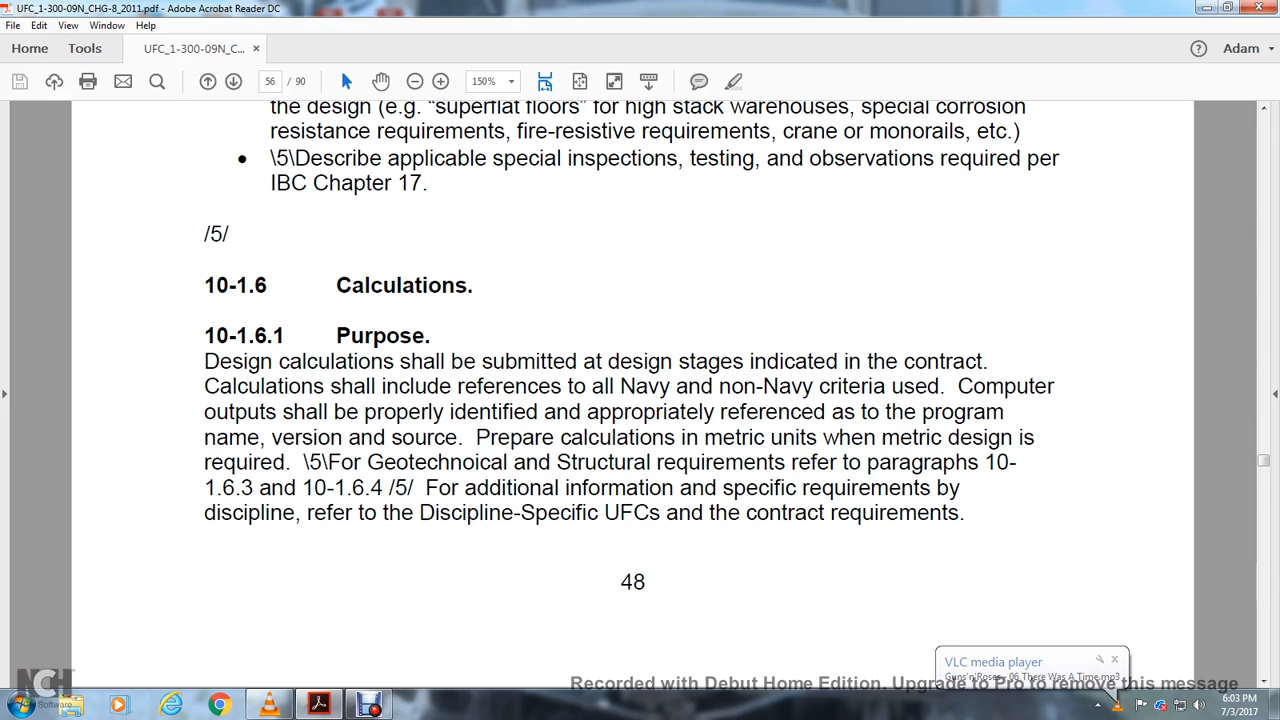 UFC_1-300-09N_CHG-8_2011.pdf - Adobe Acrobat Reader DC
File Edit View Window Help
Home Tools UFC_1-300-09N_C... × Adam
56 / 90 150%
the design (e.g. “superflat floors” for high stack warehouses, special corrosion
resistance requirements, fire-resistive requirements, crane or monorails, etc.)
• \5\Describe applicable special inspections, testing, and observations required per
IBC Chapter 17.
/5/
10-1.6 Calculations.
10-1.6.1 Purpose.
Design calculations shall be submitted at design stages indicated in the contract.
Calculations shall include references to all Navy and non-Navy criteria used. Computer
outputs shall be properly identified and appropriately referenced as to the program
name, version and source. Prepare calculations in metric units when metric design is
required. \5\For Geotechnoical and Structural requirements refer to paragraphs 10-
1.6.3 and 10-1.6.4 /5/ For additional information and specific requirements by
discipline, refer to the Discipline-Specific UFCs and the contract requirements.
48
VLC media player
Guns'n'Roses - 06 There Was A Time.mp3
Recorded with Debut Home Edition. Upgrade to Pro to remove this message
NCH
Software
6:03 PM
7/3/2017